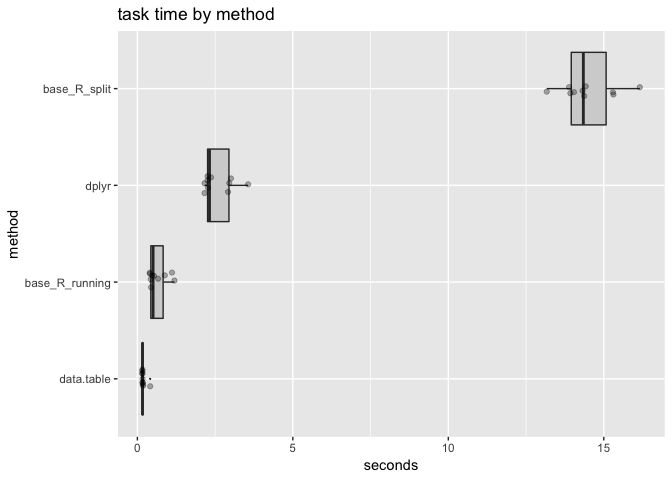 task time by method
base_R_split
dplyr
base_R_running
data.table
method
0 5 10 15
seconds